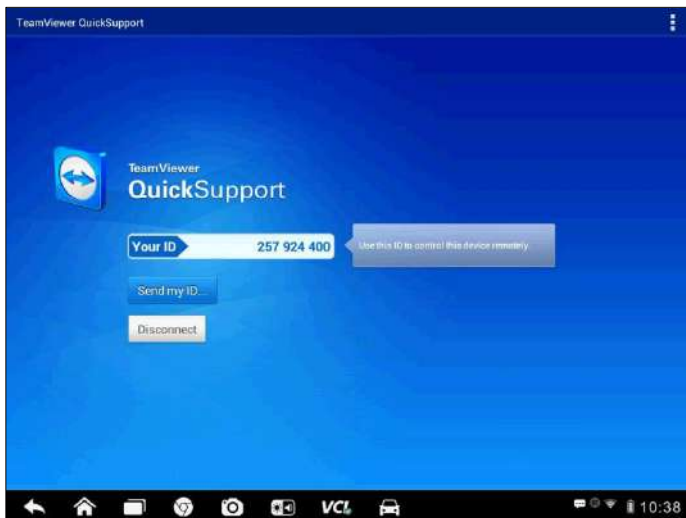 TeamViewer QuickSupport
TeamViewer
QuickSupport
Your ID
257 924 400
Use this ID to control this device remotely
Send my ID...
Disconnect
VCI
10:38